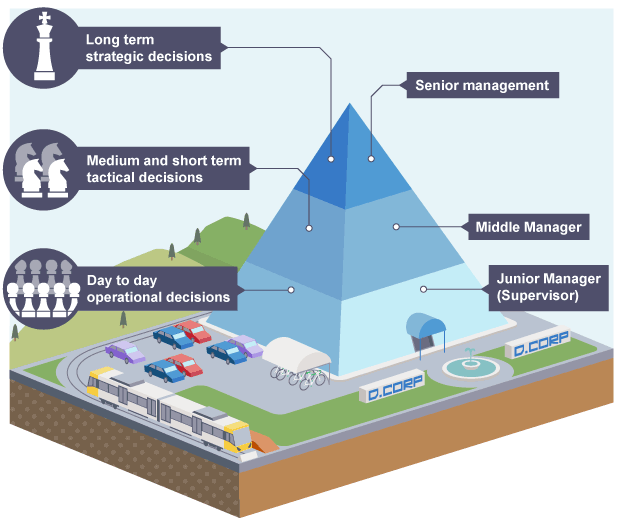 Long term
strategic decisions
Senior management
Medium and short term
tactical decisions
Middle Manager
Day to day
operational decisions
Junior Manager
(Supervisor)
D.CORP
D.CORP